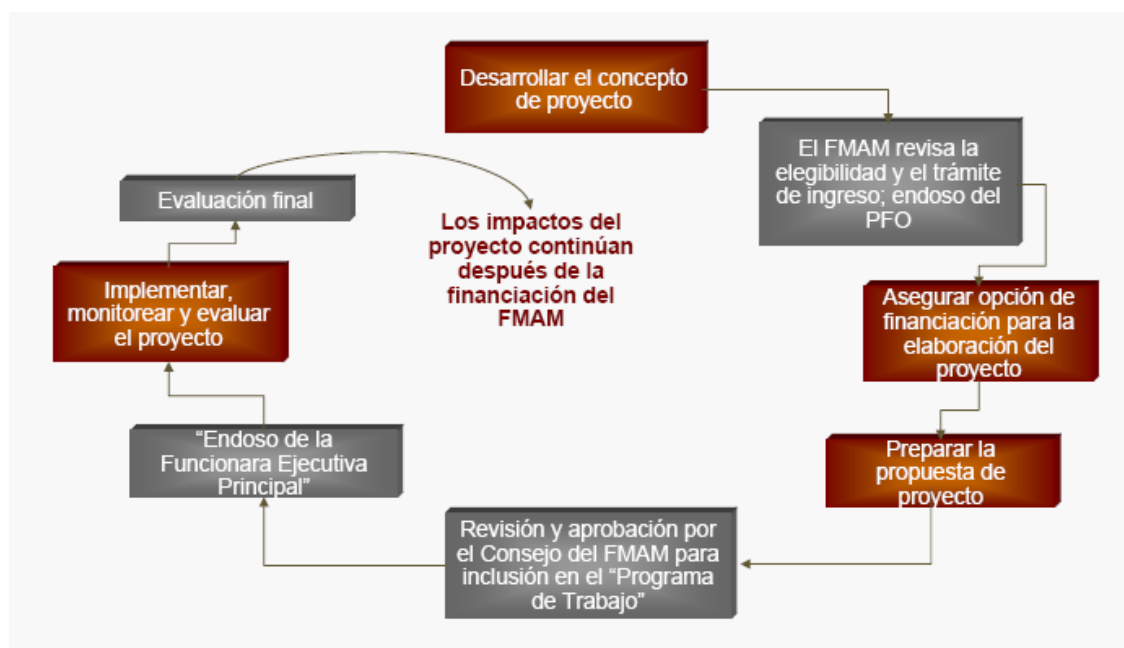 Desarrollar el concepto
de proyecto
El FMAM revisa la
elegibilidad y el trámite
de ingreso; endoso del
PFO
Asegurar opción de
financiación para la
elaboración del
proyecto
Preparar la
propuesta de
proyecto
Revisión y aprobación por
el Consejo del FMAM para
inclusión en el “Programa
de Trabajo”
“Endoso de la
Funcionara Ejecutiva
Principal”
Implementar,
monitorear y evaluar
el proyecto
Evaluación final
Los impactos del
proyecto continúan
después de la
financiación del
FMAM